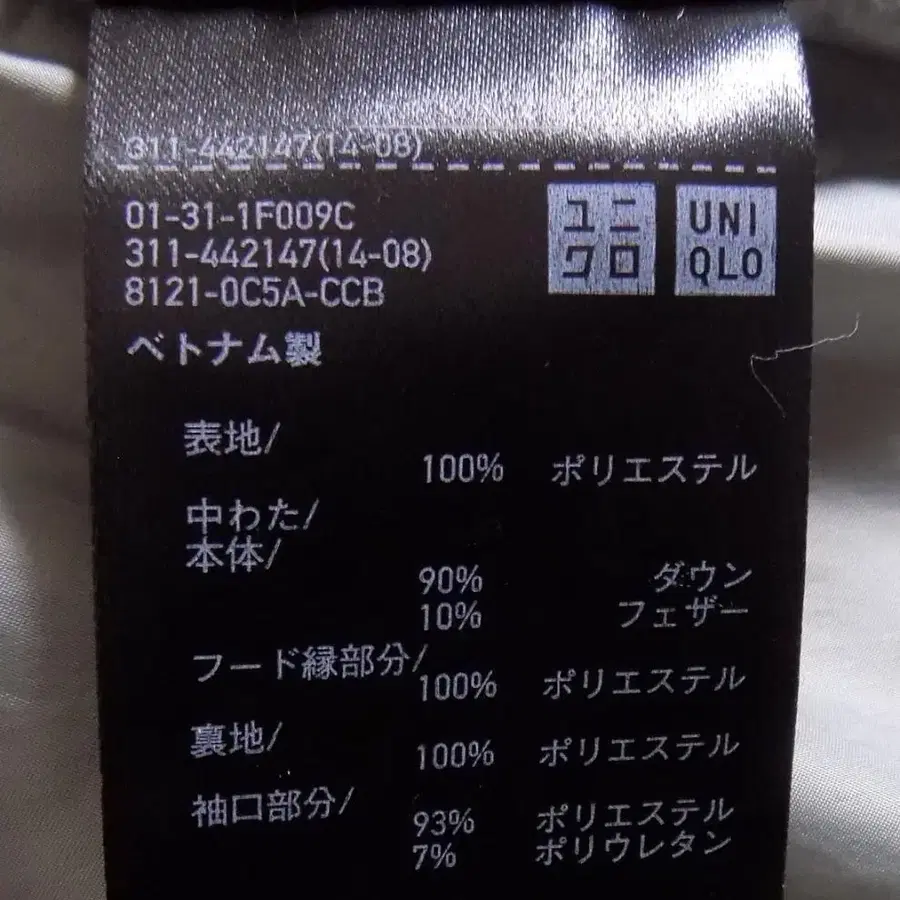 311-442147(14-08)
01-31-1F009C
311-442147(14-08)
8121-0C5A-CCB
ユニ
クロ
UNI
QLO
ベトナム製
表地/
100% ポリエステル
中わた/
本体/
90% ダウン
10% フェザー
フード縁部分/
100% ポリエステル
裏地/
100% ポリエステル
袖口部分/
93% ポリエステル
7% ポリウレタン